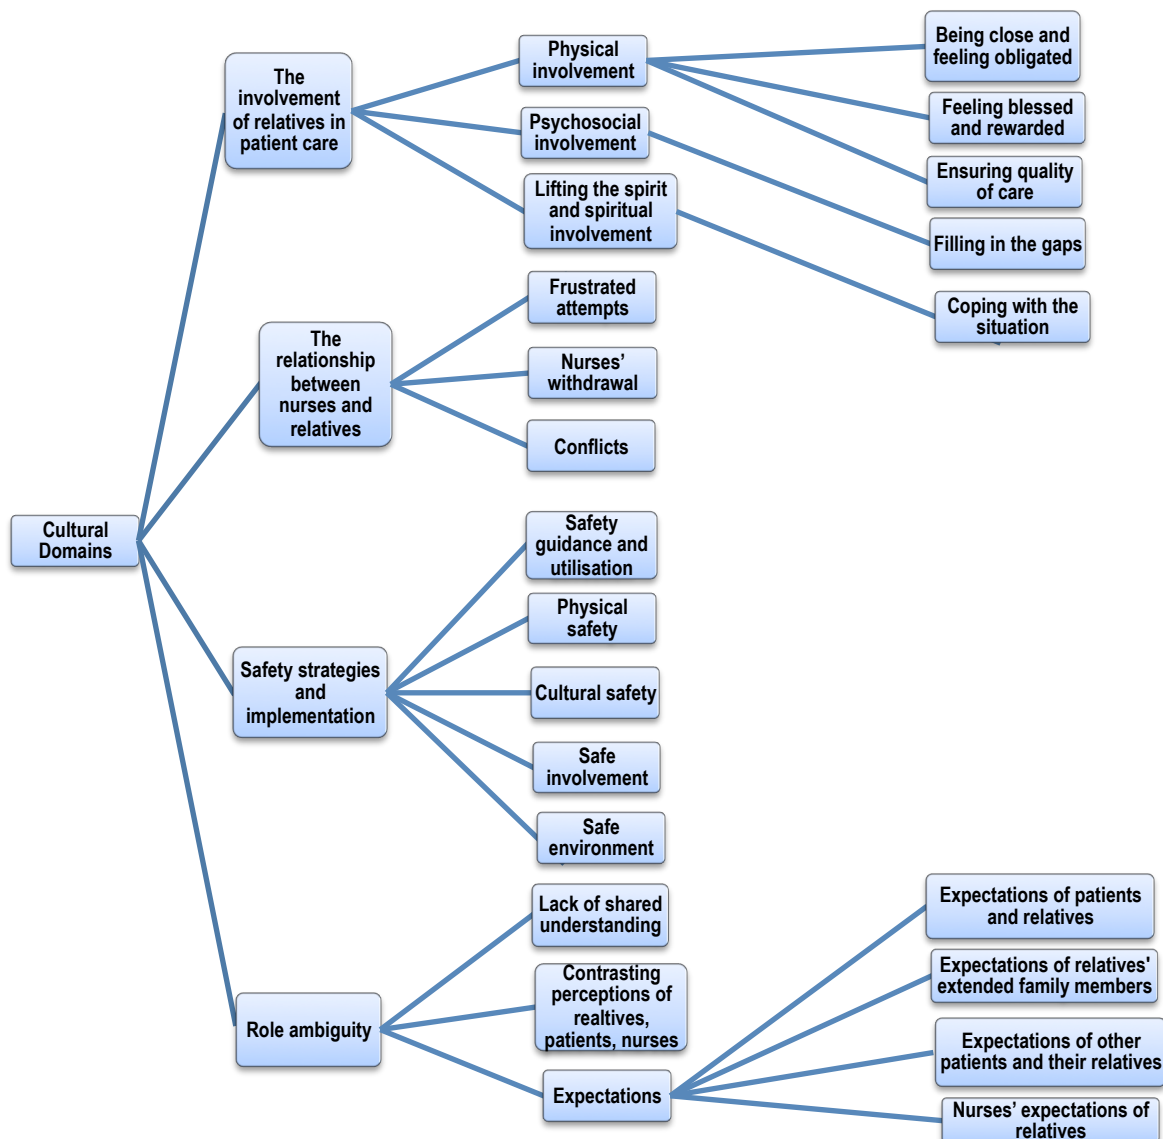 Cultural
Domains
The
involvement
of relatives in
patient care
Physical
involvement
Being close and
feeling obligated
Feeling blessed
and rewarded
Ensuring quality
of care
Psychosocial
involvement
Filling in the gaps
Lifting the spirit
and spiritual
involvement
Coping with the
situation
The
relationship
between
nurses and
relatives
Frustrated
attempts
Nurses’
withdrawal
Conflicts
Safety strategies
and
implementation
Safety
guidance and
utilisation
Physical
safety
Cultural safety
Safe
involvement
Safe
environment
Role ambiguity
Lack of shared
understanding
Contrasting
perceptions of
realtives,
patients, nurses
Expectations
Expectations of patients
and relatives
Expectations of relatives'
extended family members
Expectations of other
patients and their relatives
Nurses’ expectations of
relatives